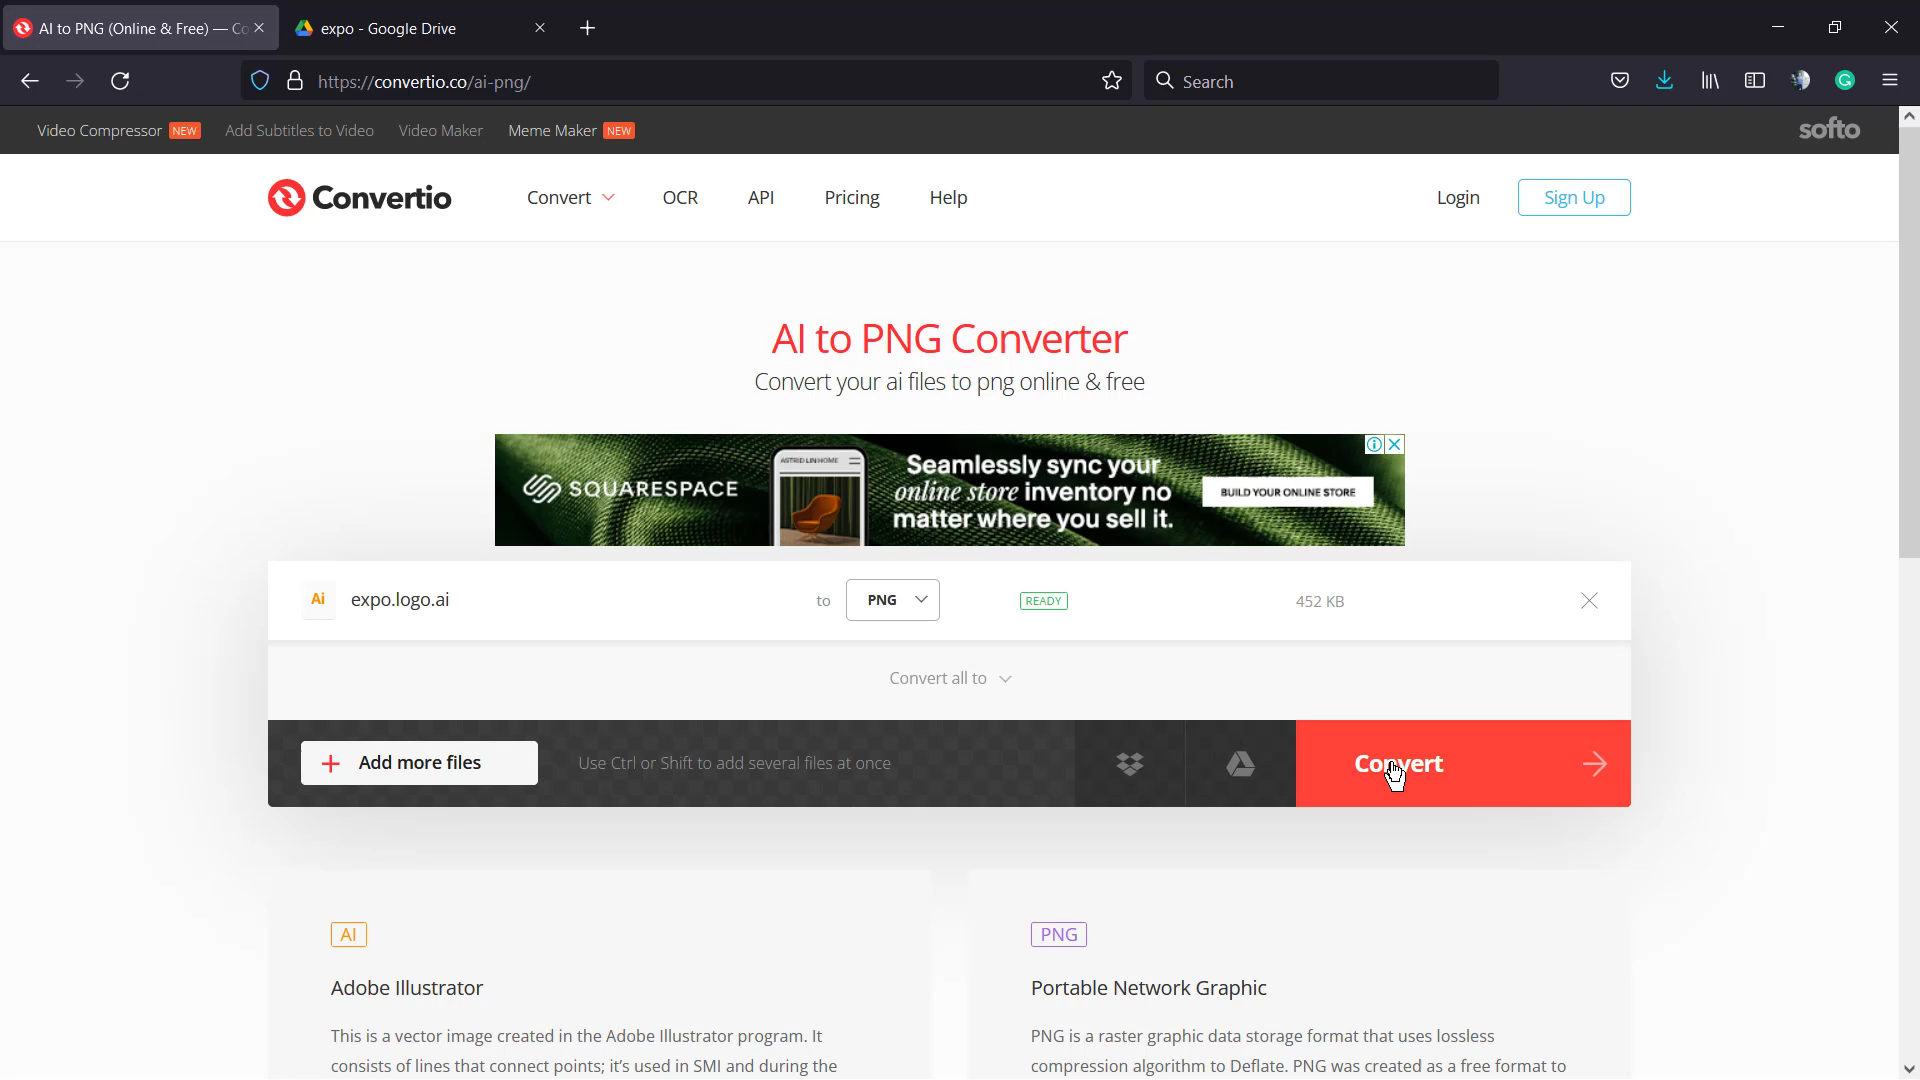 AI to PNG (Online & Free) — Co
expo - Google Drive
https://convertio.co/ai-png/
Search
Video Compressor NEW
Add Subtitles to Video
Video Maker
Meme Maker NEW
softo
Convertio
Convert
OCR
API
Pricing
Help
Login
Sign Up
AI to PNG Converter
Convert your ai files to png online & free
SQUARESPACE
ASTRID LIN HOME
Seamlessly sync your
online store inventory no
matter where you sell it.
BUILD YOUR ONLINE STORE
Ai expo.logo.ai to PNG READY 452 KB
Convert all to
Add more files
Use Ctrl or Shift to add several files at once
Convert
AI
Adobe Illustrator
This is a vector image created in the Adobe Illustrator program. It
consists of lines that connect points; it's used in SMI and during the
PNG
Portable Network Graphic
PNG is a raster graphic data storage format that uses lossless
compression algorithm to Deflate. PNG was created as a free format to